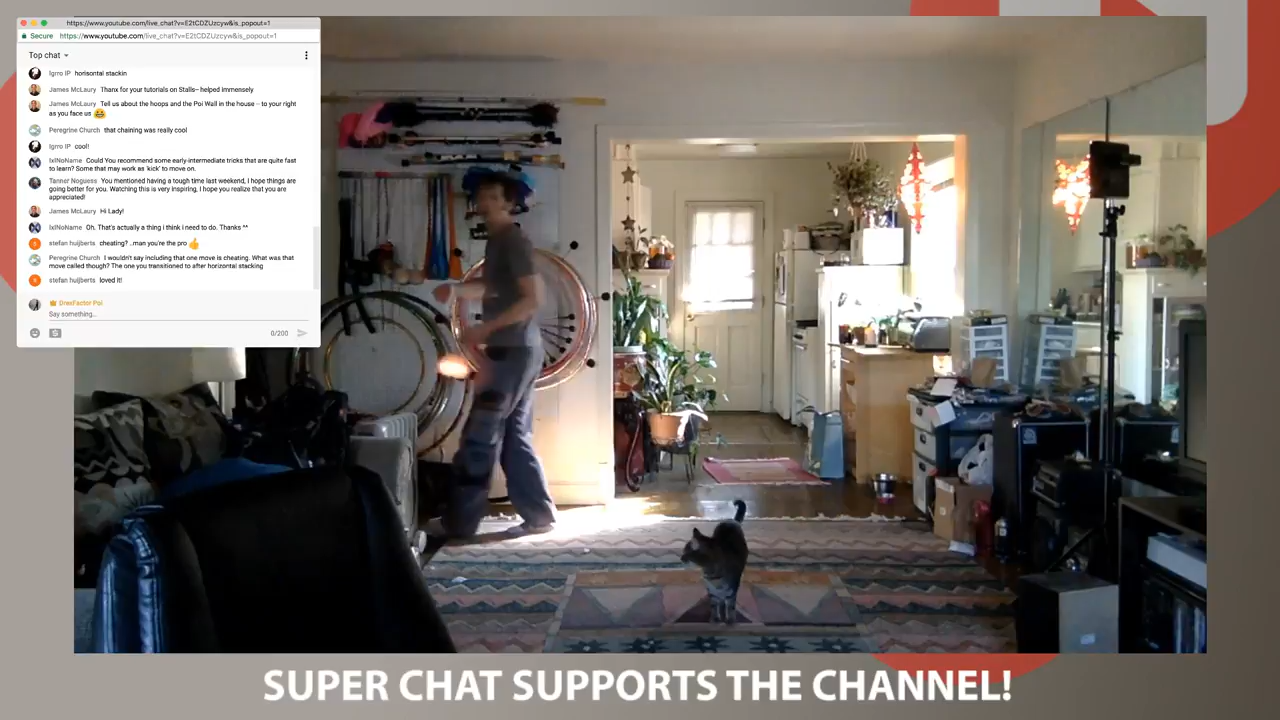 https://www.youtube.com/live_chat?v=E2tCDZUzcyw&is_popout=1
Secure https://www.youtube.com/live_chat?v=E2tCDZUzcyw&is_popout=1
Top chat
Igrro IP horisontal stackin
James McLaury Thanx for your tutorials on Stalls-- helped immensely
James McLaury Tell us about the hoops and the Poi Wall in the house -- to your right
as you face us
Peregrine Church that chaining was really cool
Igrro IP cool!
IxINoName Could You recommend some early-intermediate tricks that are quite fast
to learn? Some that may work as 'kick' to move on.
Tanner Noguess You mentioned having a tough time last weekend, I hope things are
going better for you. Watching this is very inspiring, I hope you realize that you are
appreciated!
James McLaury Hi Lady!
IxINoName Oh. That's actually a thing i think i need to do. Thanks ^^
stefan huijberts cheating? ..man you're the pro
Peregrine Church I wouldn't say including that one move is cheating. What was that
move called though? The one you transitioned to after horizontal stacking
stefan huijberts loved it!
DrexFactor Poi
Say something...
0/200
SUPER CHAT SUPPORTS THE CHANNEL!